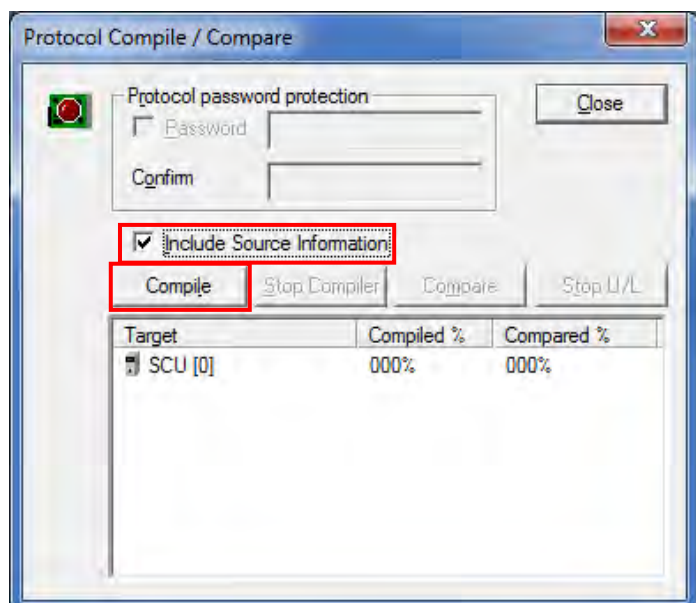 Protocol Compile / Compare
Protocol password protection
Close
Password
Confirm
Include Source Information
Compile Stop Compiler Compare Stop U/L
Target Compiled % Compared %
SCU [0] 000% 000%